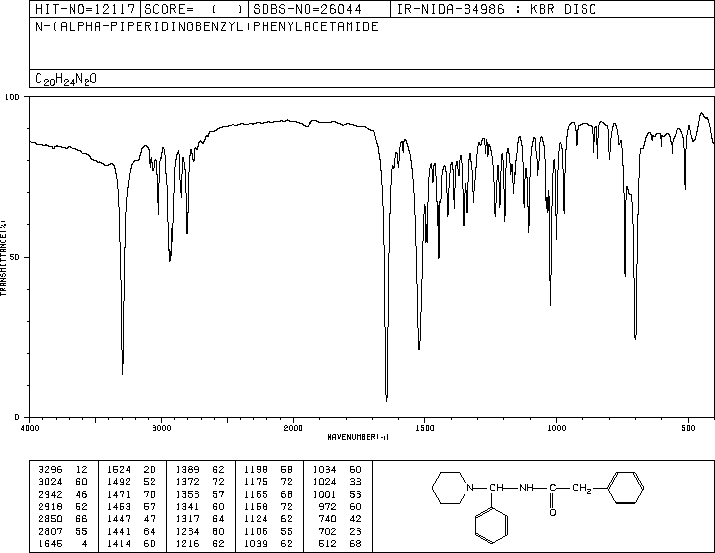 HIT-NO=12117 SCORE= ( ) SDBS-NO=26044 IR-NIDA-34986 : KBR DISC
N-(ALPHA-PIPERIDINOBENZYL)PHENYLACETAMIDE
C20H24N2O
100
50
0
TRANSMITTANCE(%)
4000 3000 2000 1500 1000 500
WAVENUMBER(-1)
3296 12 1524 20 1389 62 1198 58 1034 60
3024 60 1492 52 1372 72 1175 72 1024 33
2942 46 1471 70 1353 57 1165 68 1001 53
2918 52 1453 57 1341 60 1158 72 972 60
2850 66 1447 47 1317 64 1124 62 740 42
2807 55 1441 64 1264 80 1106 55 702 23
1646 4 1414 60 1216 62 1039 62 512 68
N CH NH C CH2
O